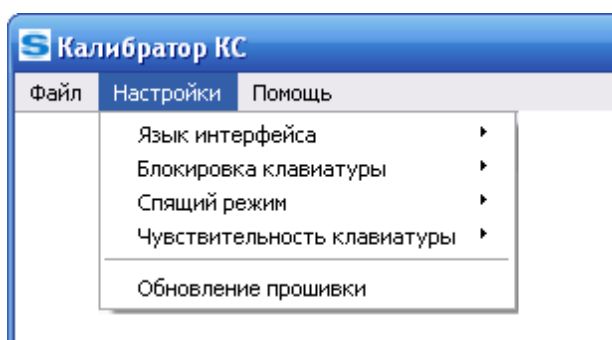 S Калибратор КС
Файл Настройки Помощь
Язык интерфейса
Блокировка клавиатуры
Спящий режим
Чувствительность клавиатуры
Обновление прошивки